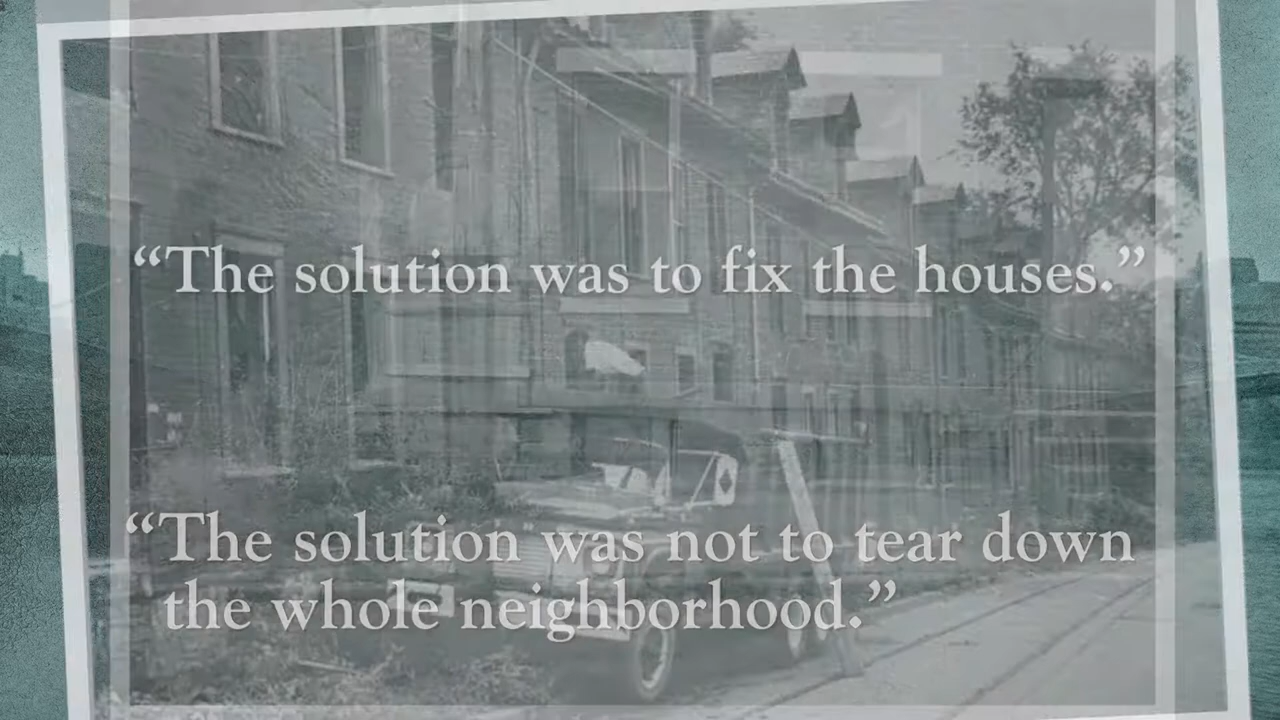 “The solution was to fix the houses.”
“The solution was not to tear down
the whole neighborhood.”